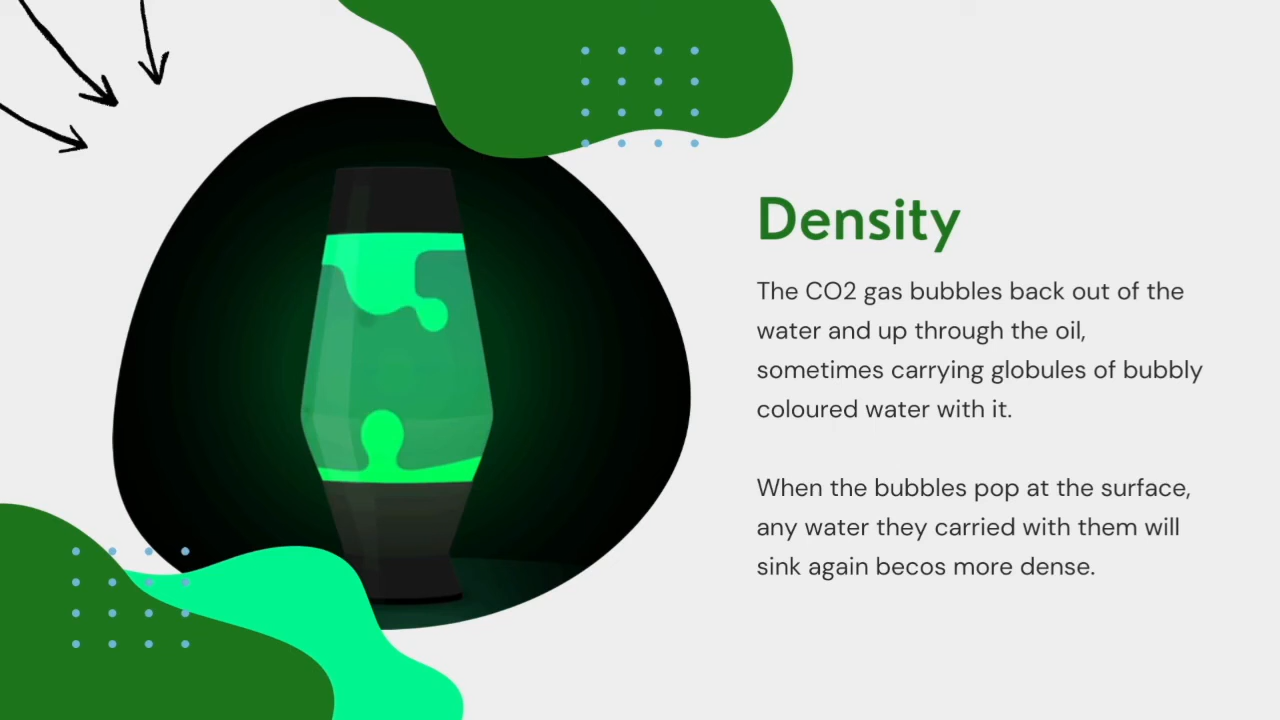 Density
The CO2 gas bubbles back out of the
water and up through the oil,
sometimes carrying globules of bubbly
coloured water with it.
When the bubbles pop at the surface,
any water they carried with them will
sink again becos more dense.